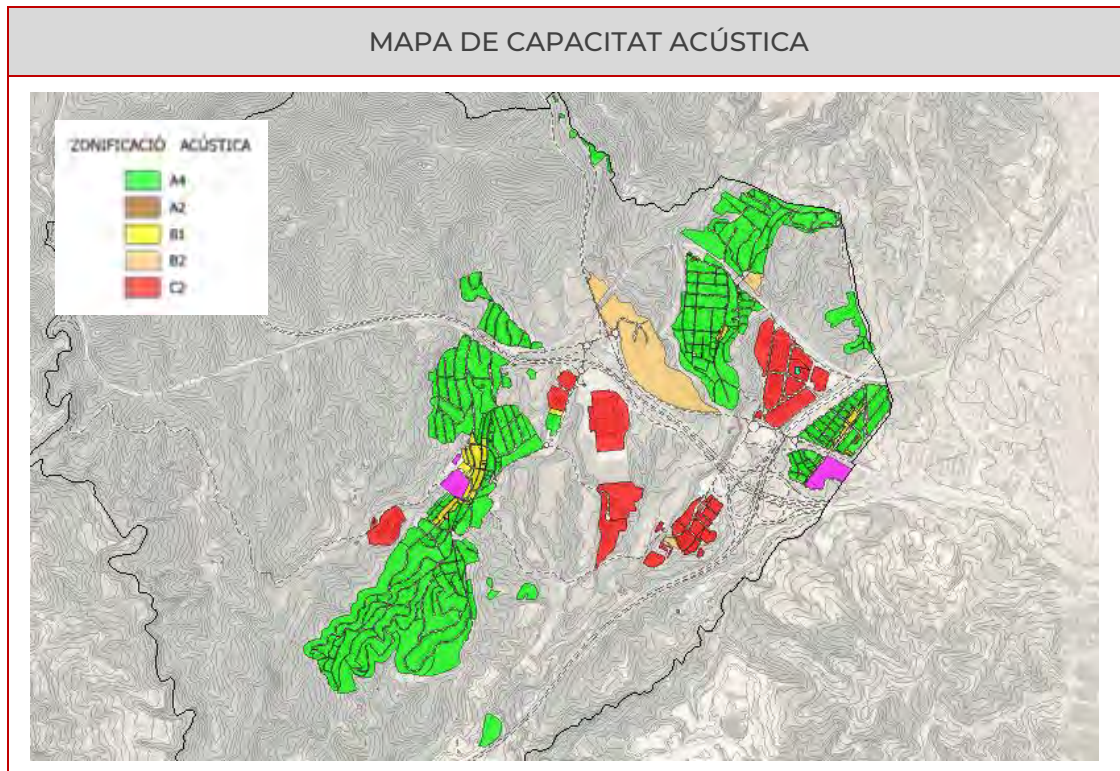 MAPA DE CAPACITAT ACÚSTICA
ZONIFICACIÓ ACÚSTICA
A4
A2
B1
B2
C2